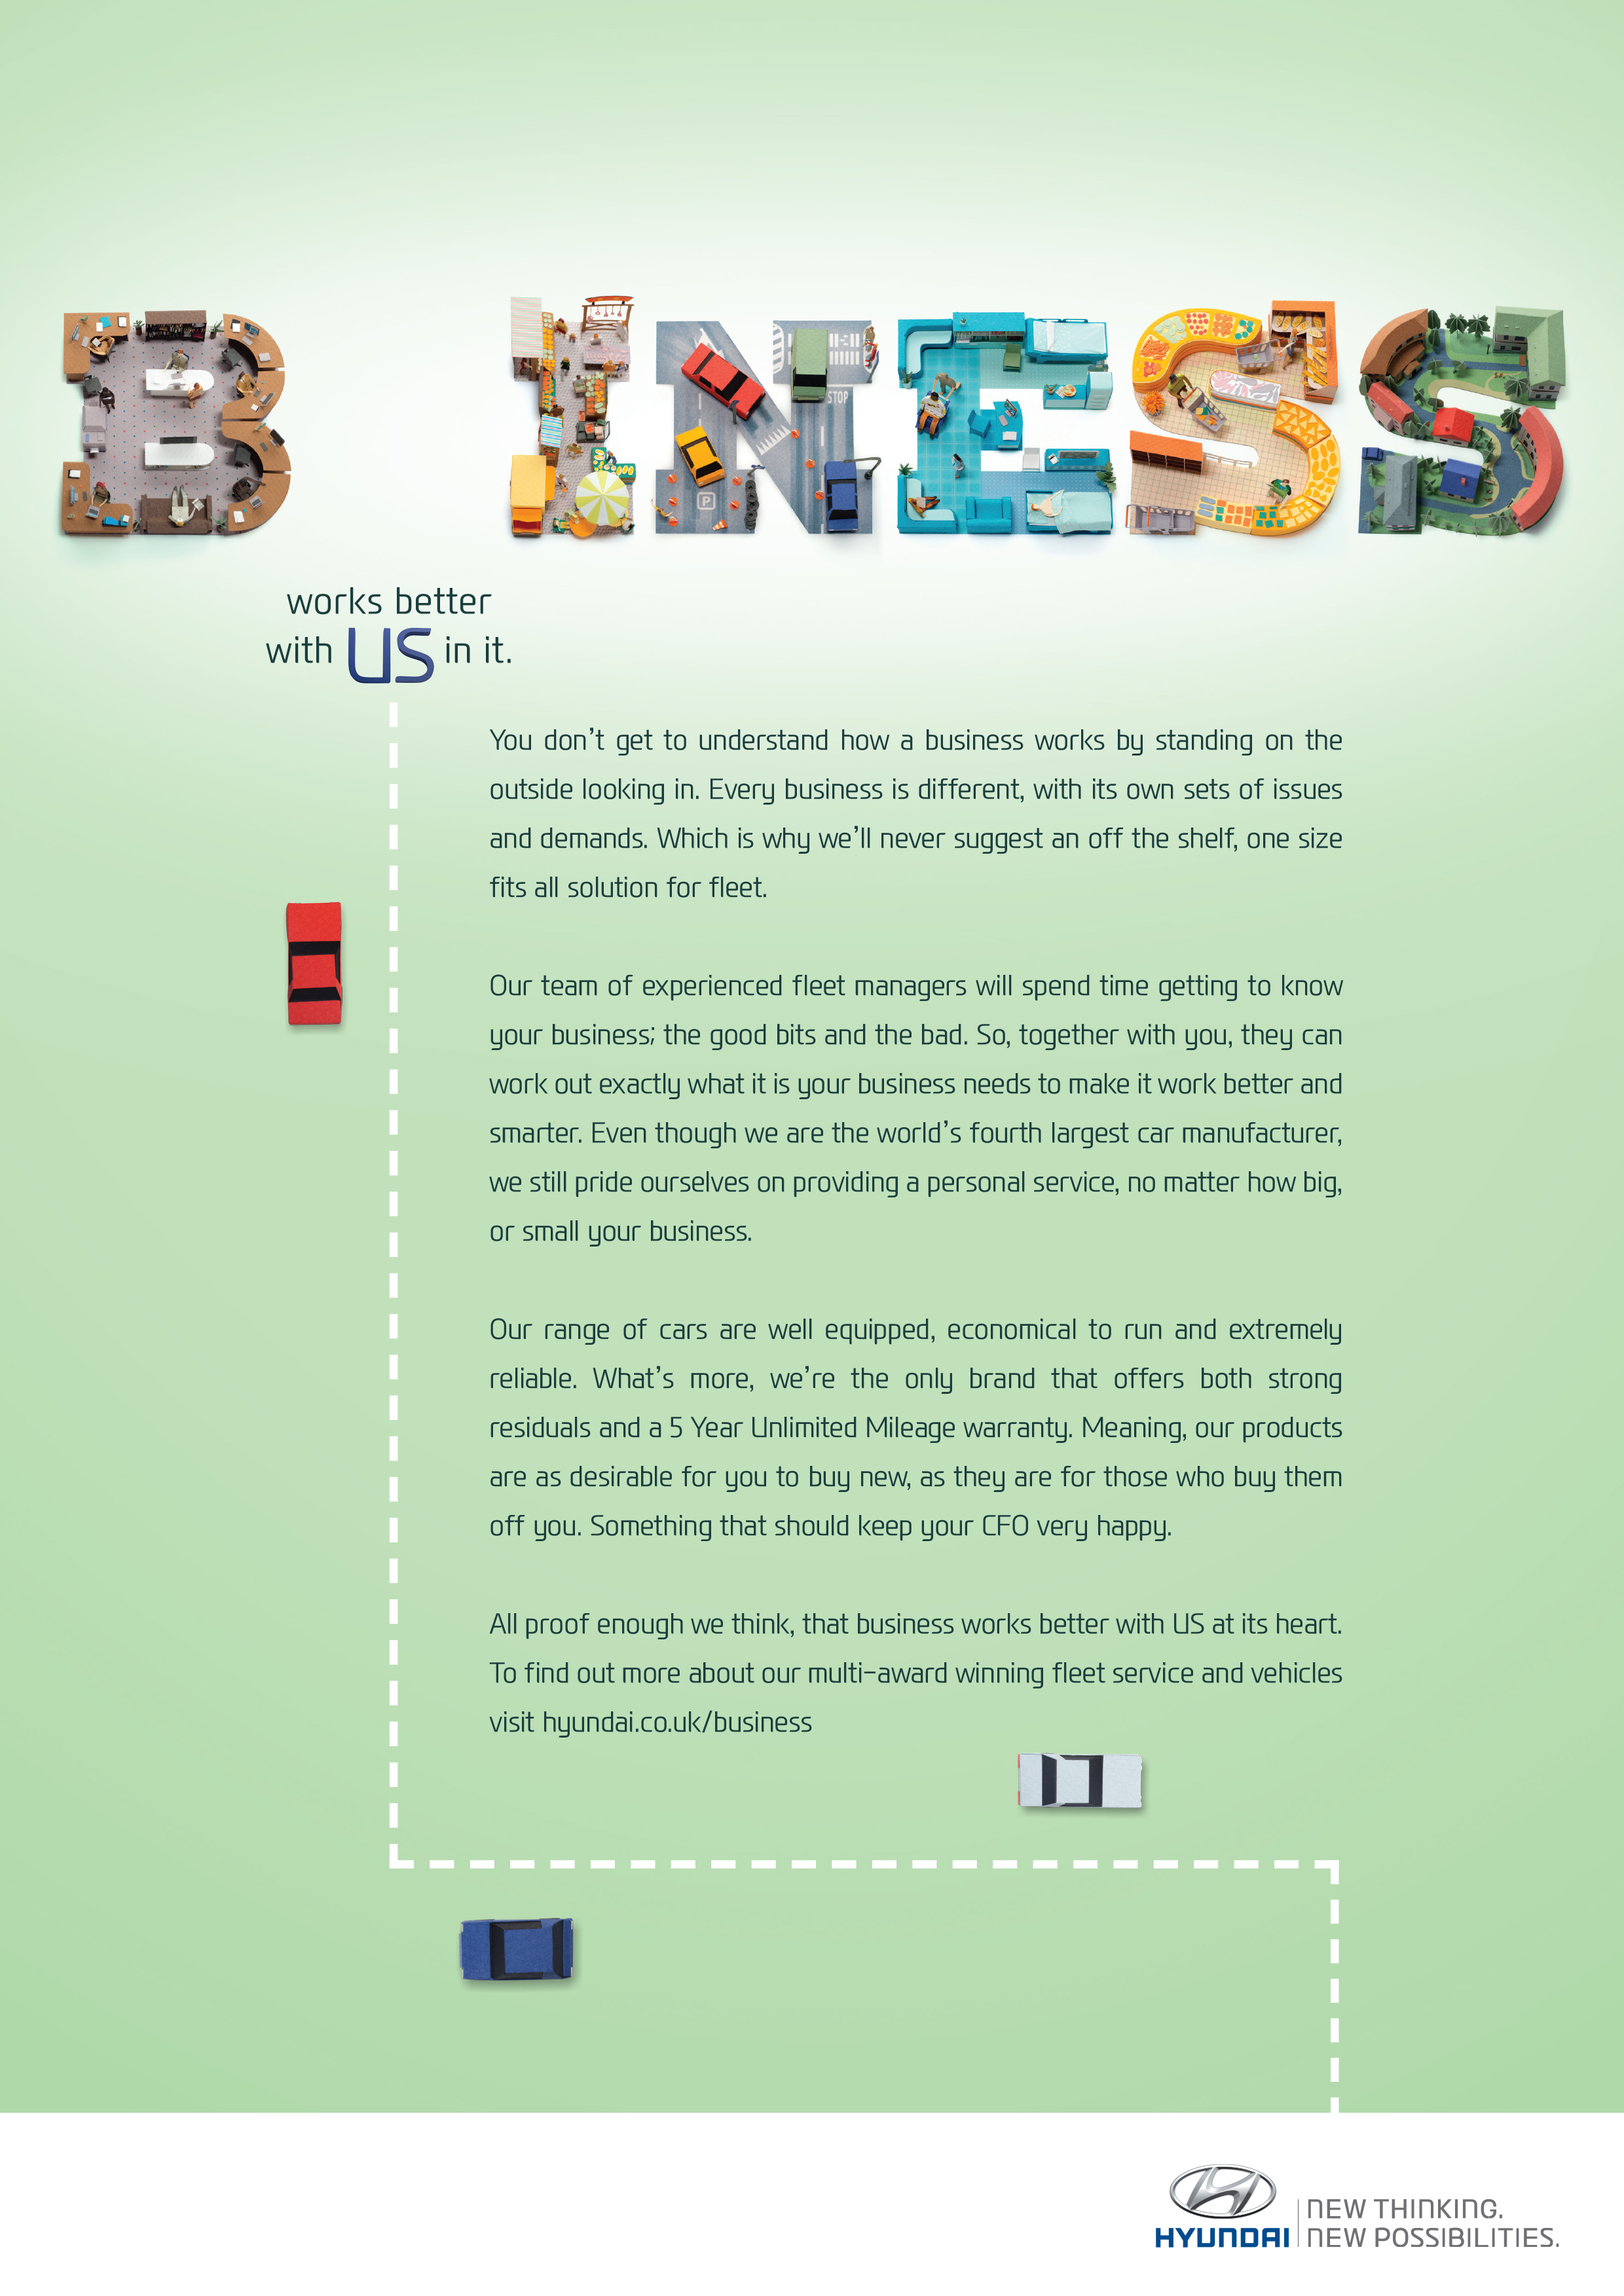 B INESS
STOP
P
works better
with US in it.
You don't get to understand how a business works by standing on the
outside looking in. Every business is different, with its own sets of issues
and demands. Which is why we'll never suggest an off the shelf, one size
fits all solution for fleet.
Our team of experienced fleet managers will spend time getting to know
your business; the good bits and the bad. So, together with you, they can
work out exactly what it is your business needs to make it work better and
smarter. Even though we are the world's fourth largest car manufacturer,
we still pride ourselves on providing a personal service, no matter how big,
or small your business.
Our range of cars are well equipped, economical to run and extremely
reliable. What's more, we're the only brand that offers both strong
residuals and a 5 Year Unlimited Mileage warranty. Meaning, our products
are as desirable for you to buy new, as they are for those who buy them
off you. Something that should keep your CFO very happy.
All proof enough we think, that business works better with US at its heart.
To find out more about our multi-award winning fleet service and vehicles
visit hyundai.co.uk/business
HYUNDAI
NEW THINKING.
NEW POSSIBILITIES.